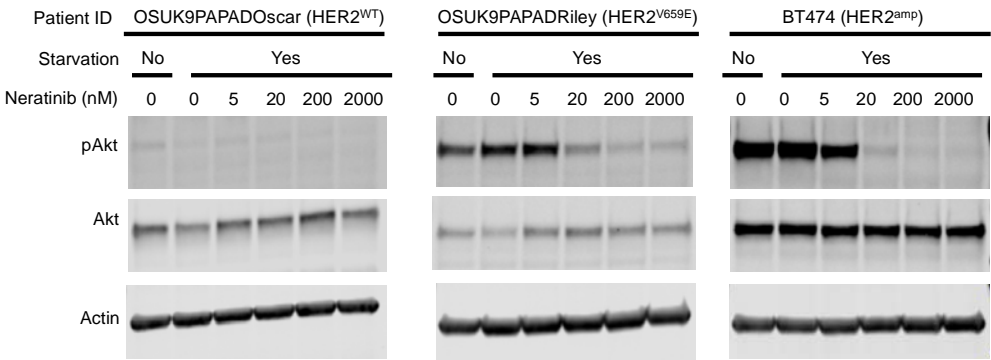 Patient ID OSUK9PAPADOscar (HER2WT) OSUK9PAPADRiley (HER2V659E) BT474 (HER2amp)
Starvation No Yes No Yes No Yes
Neratinib (nM) 0 0 5 20 200 2000 0 0 5 20 200 2000 0 0 5 20 200 2000
pAkt
Akt
Actin